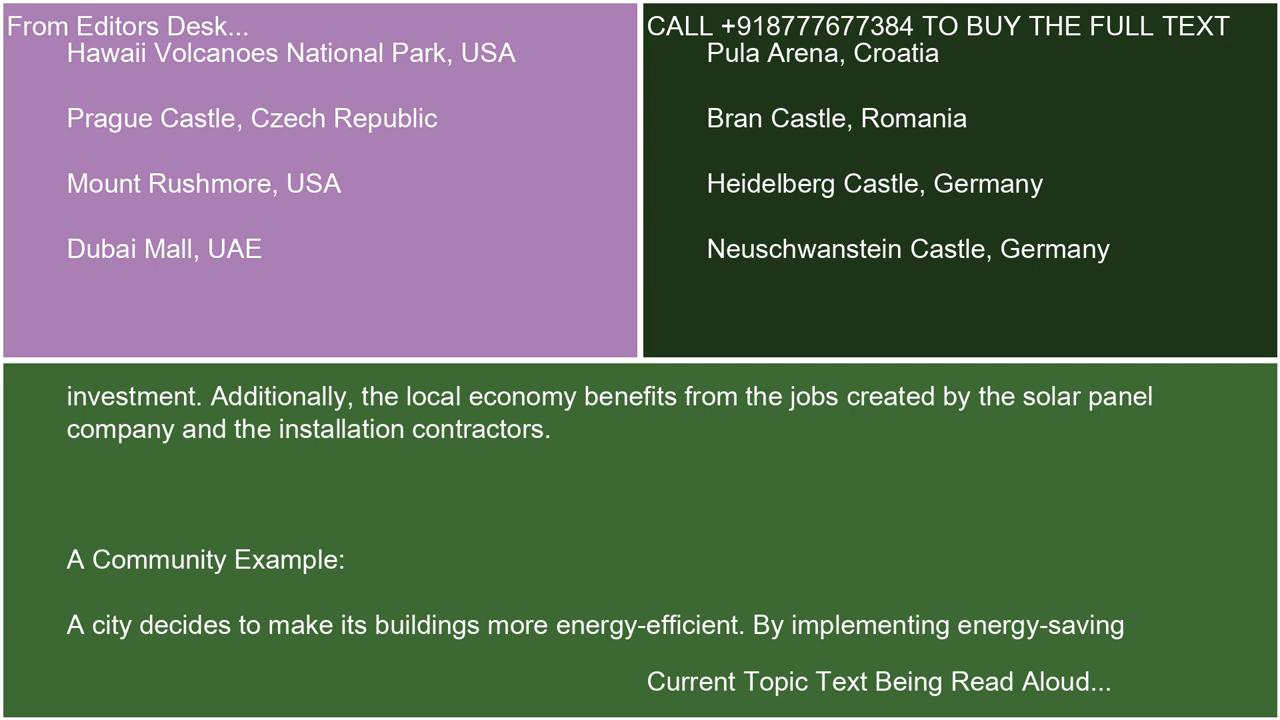 From Editors Desk...
Hawaii Volcanoes National Park, USA
Prague Castle, Czech Republic
Mount Rushmore, USA
Dubai Mall, UAE
CALL +918777677384 TO BUY THE FULL TEXT
Pula Arena, Croatia
Bran Castle, Romania
Heidelberg Castle, Germany
Neuschwanstein Castle, Germany
investment. Additionally, the local economy benefits from the jobs created by the solar panel
company and the installation contractors.
A Community Example:
A city decides to make its buildings more energy-efficient. By implementing energy-saving
Current Topic Text Being Read Aloud...